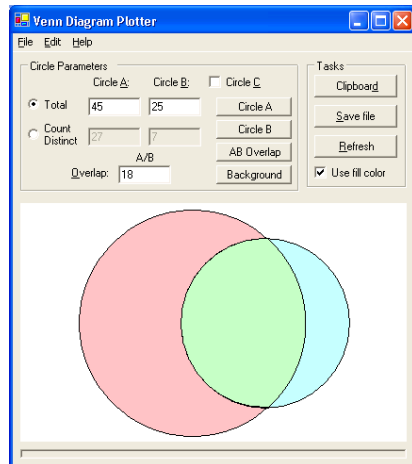 Venn Diagram Plotter
File Edit Help
Circle Parameters
Circle A: Circle B: Circle C
Total 45 25 Circle A
Count Distinct 27 7 Circle B
A/B AB Overlap
Overlap: 18 Background
Tasks
Clipboard
Save file
Refresh
Use fill color